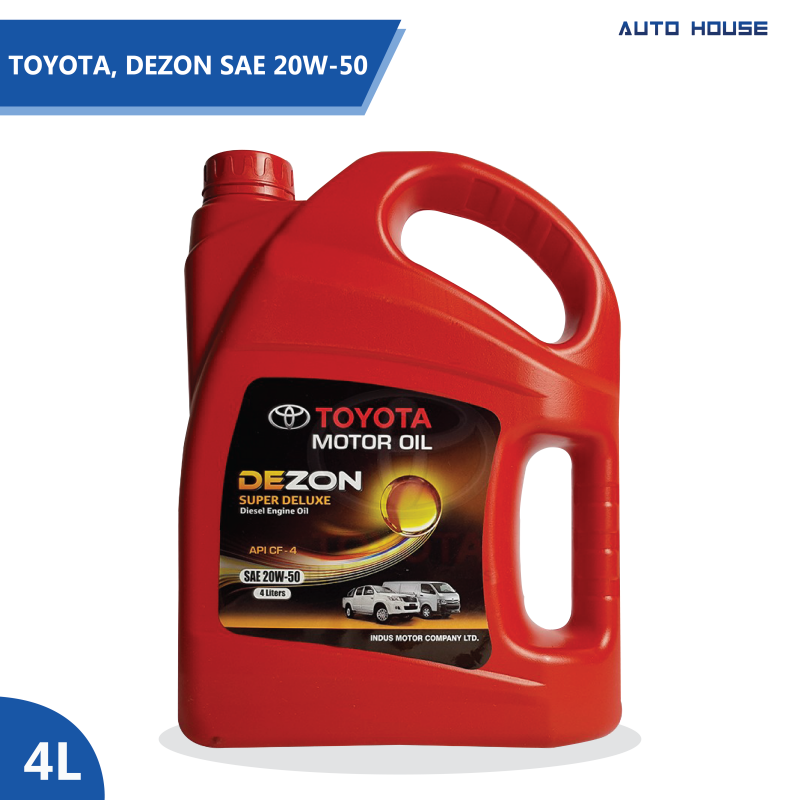 AUTO HOUSE
TOYOTA, DEZON SAE 20W-50
TOYOTA
MOTOR OIL
DEZON
SUPER DELUXE
Diesel Engine Oil
API CF-4
SAE 20W-50
4 Liters
INDUS MOTOR COMPANY LTD.
4L